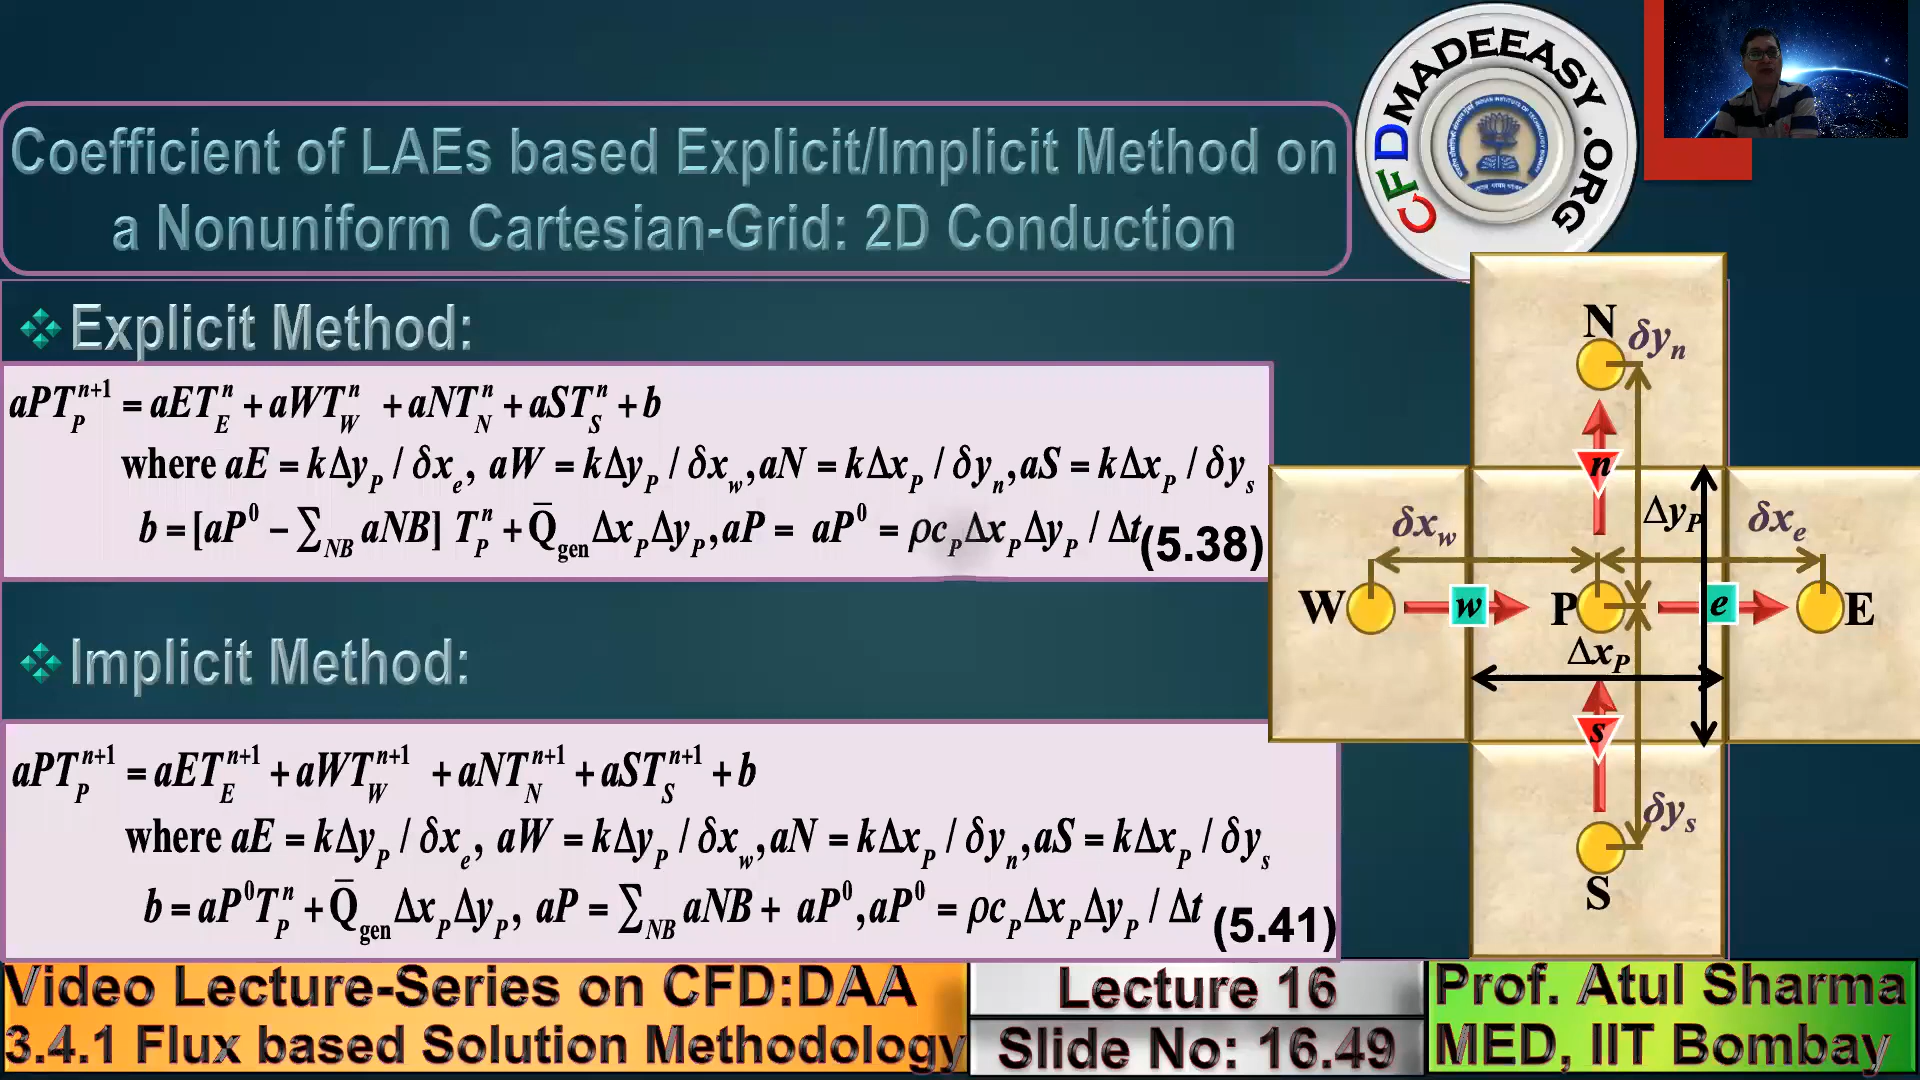 CFDMADEEASY.ORG
Coefficient of LAEs based Explicit/Implicit Method on
a Nonuniform Cartesian-Grid: 2D Conduction
Explicit Method:
aPT_P^{n+1} = aET_E^n + aWT_W^n + aNT_N^n + aST_S^n + b
where aE = kΔy_P / δx_e, aW = kΔy_P / δx_w, aN = kΔx_P / δy_n, aS = kΔx_P / δy_s
b = [aP^0 − ∑_{NB} aNB] T_P^n + Q̄_gen Δx_P Δy_P, aP = aP^0 = ρc_P Δx_P Δy_P / Δt (5.38)
Implicit Method:
aPT_P^{n+1} = aET_E^{n+1} + aWT_W^{n+1} + aNT_N^{n+1} + aST_S^{n+1} + b
where aE = kΔy_P / δx_e, aW = kΔy_P / δx_w, aN = kΔx_P / δy_n, aS = kΔx_P / δy_s
b = aP^0 T_P^n + Q̄_gen Δx_P Δy_P, aP = ∑_{NB} aNB + aP^0, aP^0 = ρc_P Δx_P Δy_P / Δt (5.41)
N δy_n
n
δx_w Δy_P δx_e
W w P e E
Δx_P
s
δy_s
S
Video Lecture-Series on CFD:DAA
3.4.1 Flux based Solution Methodology
Lecture 16
Slide No: 16.49
Prof. Atul Sharma
MED, IIT Bombay